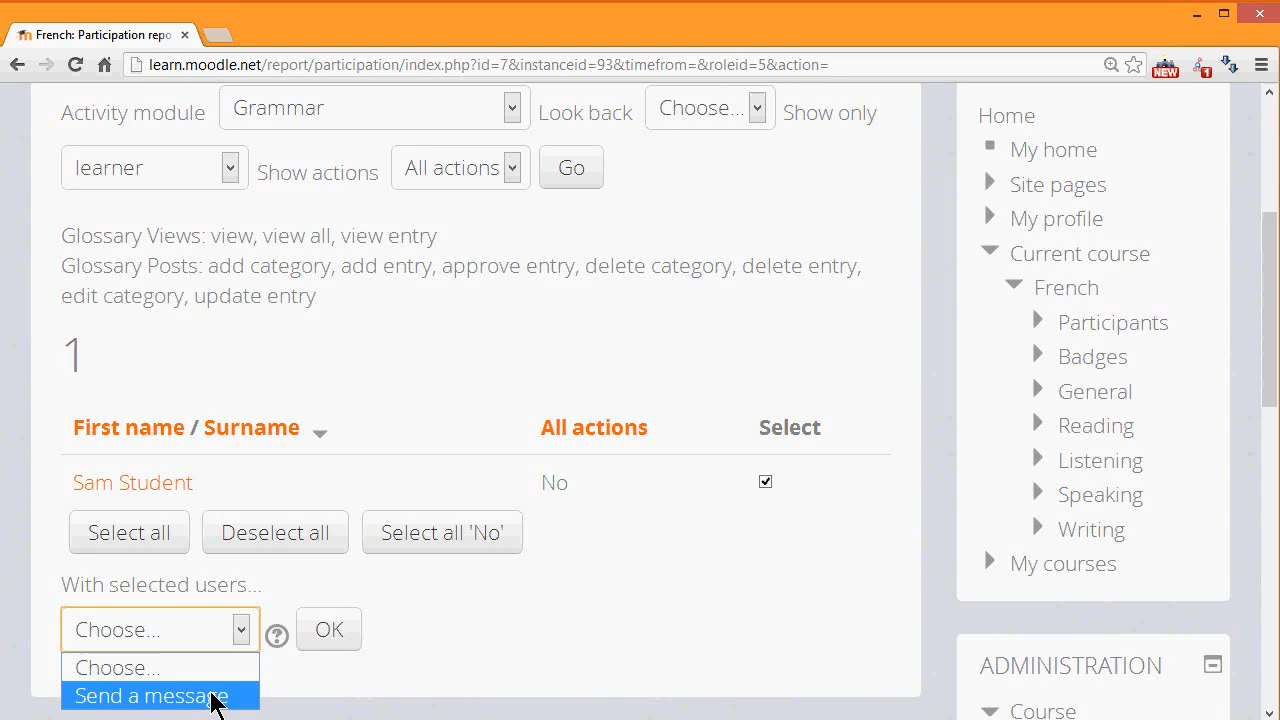 French: Participation repo
learn.moodle.net/report/participation/index.php?id=7&instanceid=93&timefrom=&roleid=5&action=
NEW
1
Activity module Grammar Look back Choose... Show only
learner Show actions All actions Go
Glossary Views: view, view all, view entry
Glossary Posts: add category, add entry, approve entry, delete category, delete entry,
edit category, update entry
1
First name / Surname All actions Select
Sam Student No
Select all Deselect all Select all 'No'
With selected users...
Choose... ? OK
Choose...
Send a message
Home
My home
Site pages
My profile
Current course
French
Participants
Badges
General
Reading
Listening
Speaking
Writing
My courses
ADMINISTRATION
Course